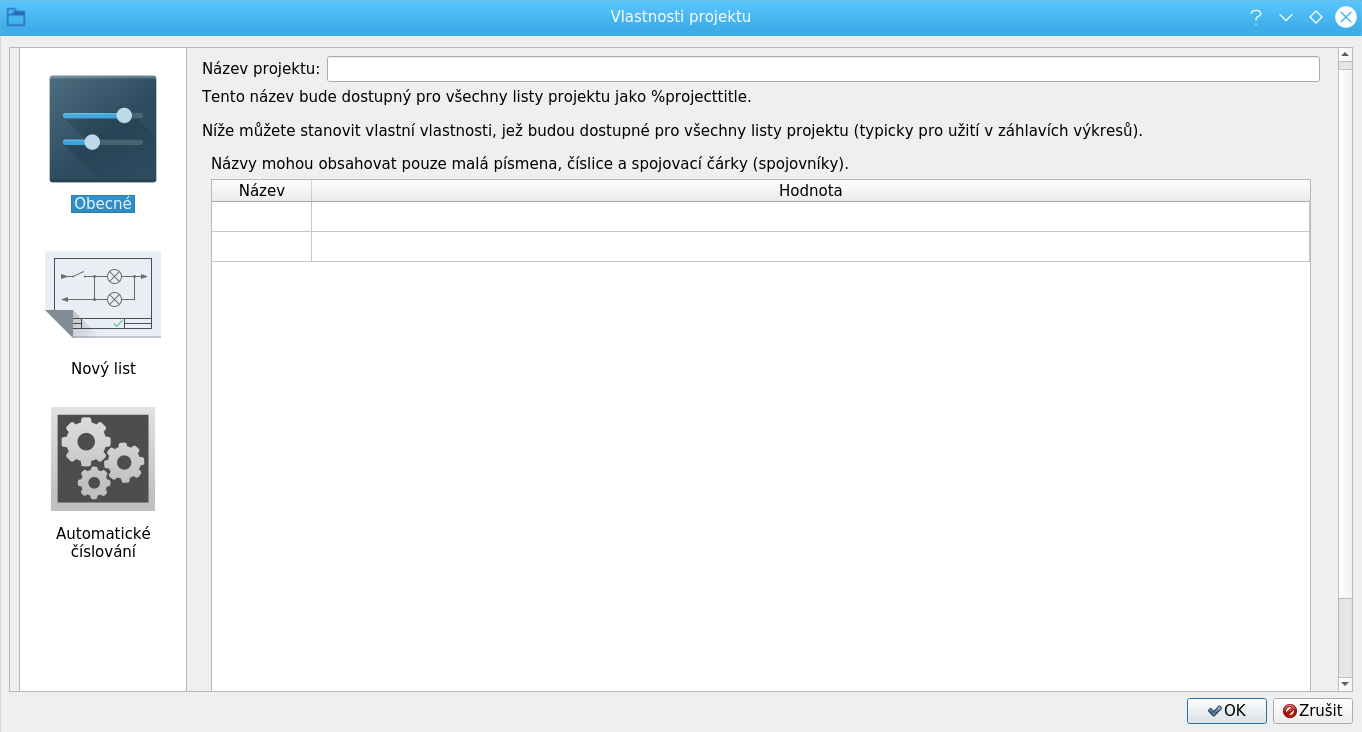 Vlastnosti projektu
Název projektu:
Tento název bude dostupný pro všechny listy projektu jako %projecttitle.
Níže můžete stanovit vlastní vlastnosti, jež budou dostupné pro všechny listy projektu (typicky pro užití v záhlavích výkresů).
Názvy mohou obsahovat pouze malá písmena, číslice a spojovací čárky (spojovníky).
Název Hodnota
Obecné
Nový list
Automatické
číslování
OK Zrušit